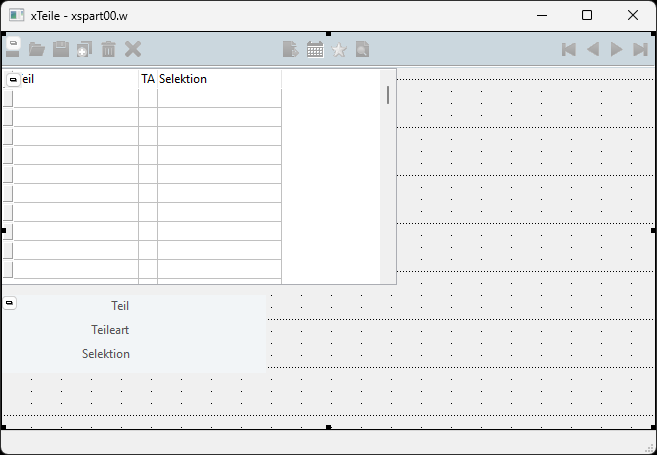 xTeile - xspart00.w
eil TA Selektion
Teil
Teileart
Selektion